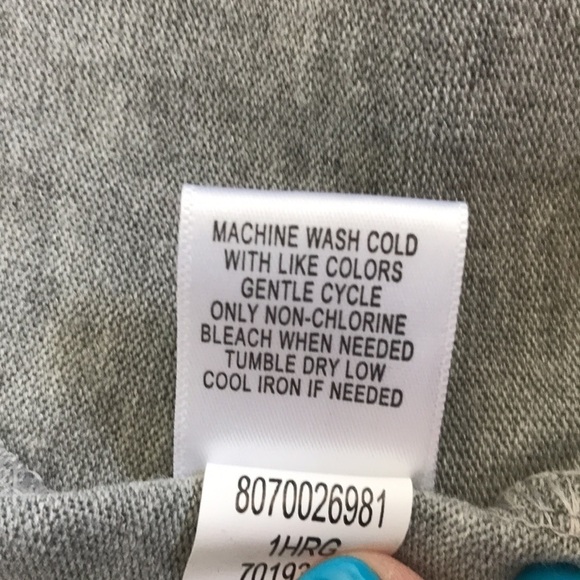 MACHINE WASH COLD
WITH LIKE COLORS
GENTLE CYCLE
ONLY NON-CHLORINE
BLEACH WHEN NEEDED
TUMBLE DRY LOW
COOL IRON IF NEEDED
8070026981
1HRG